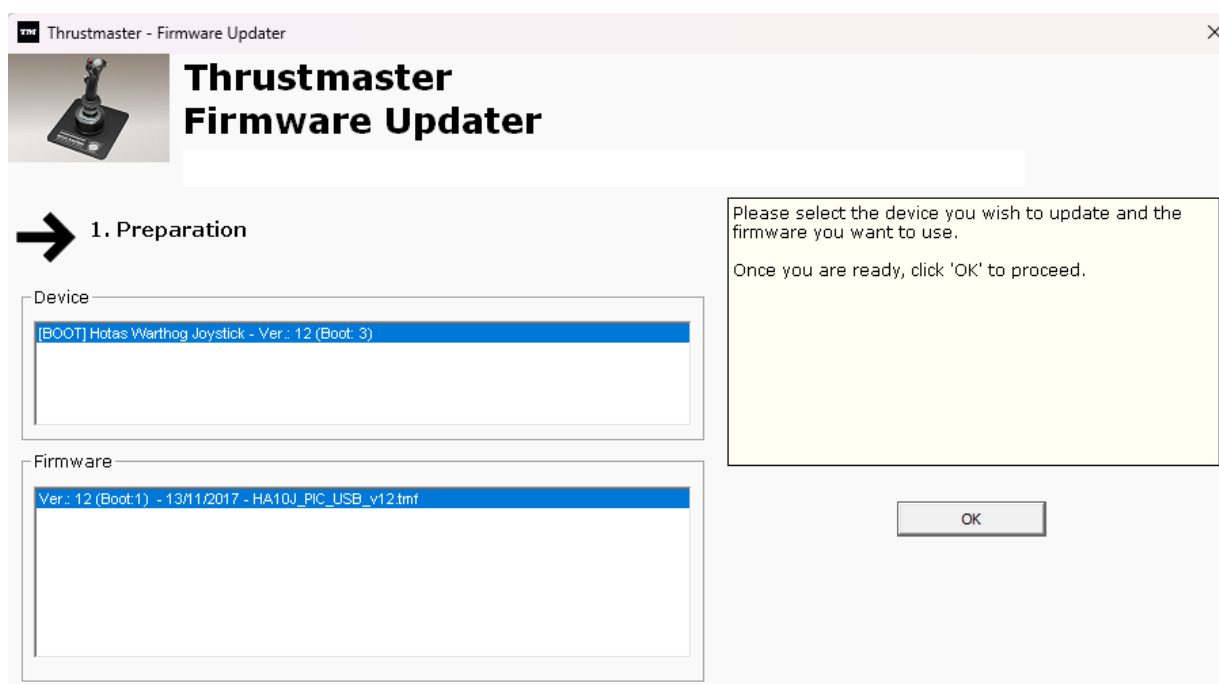 TM Thrustmaster - Firmware Updater
Thrustmaster
Firmware Updater
1. Preparation
Please select the device you wish to update and the
firmware you want to use.
Once you are ready, click 'OK' to proceed.
Device
[BOOT] Hotas Warthog Joystick - Ver.: 12 (Boot: 3)
Firmware
Ver.: 12 (Boot:1) - 13/11/2017 - HA10J_PIC_USB_v12.tmf
OK